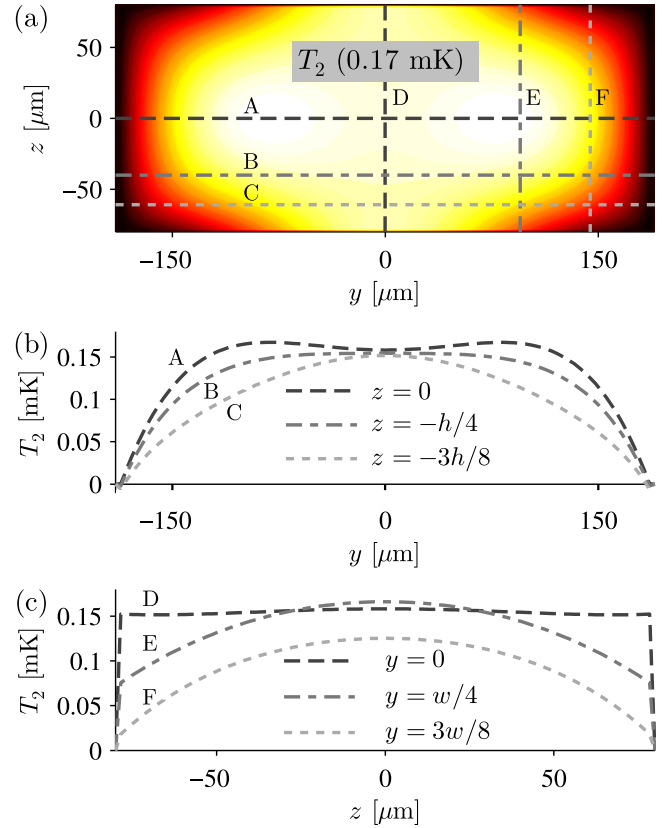 (a)
T₂ (0.17 mK)
z [μm]
50
0
−50
A
B
C
D
E
F
−150
0
150
y [μm]
(b)
T₂ [mK]
0.15
0.1
0.05
0
A
B
C
z = 0
z = −h/4
z = −3h/8
−150
0
150
y [μm]
(c)
T₂ [mK]
0.15
0.1
0.05
0
D
E
F
y = 0
y = w/4
y = 3w/8
−50
0
50
z [μm]